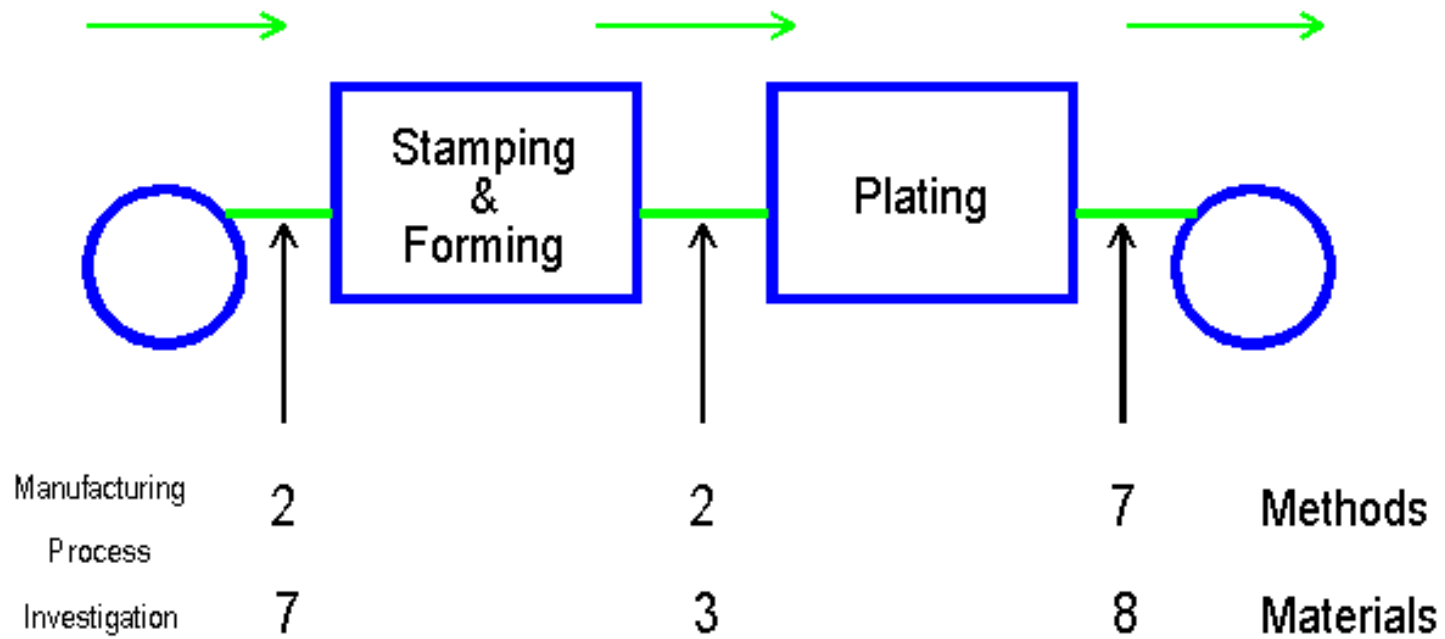 Stamping
&
Forming
Plating
Manufacturing
Process
Investigation
2 2 7 Methods
7 3 8 Materials